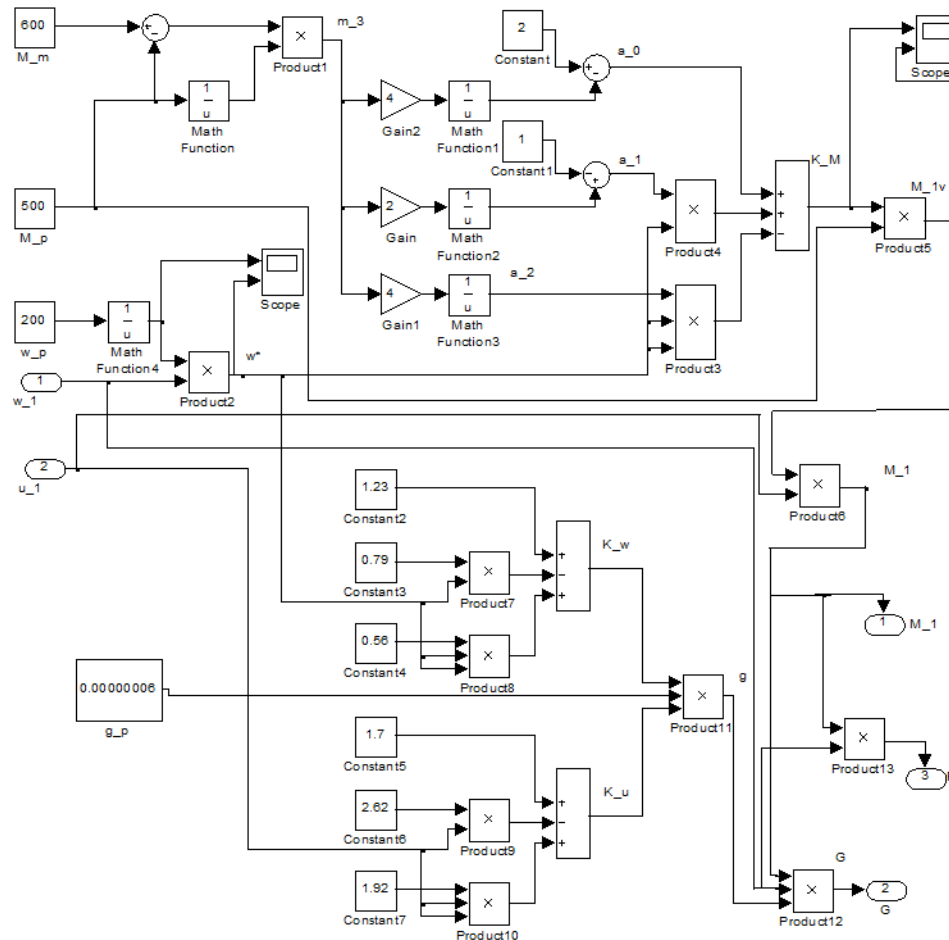 600
M_m
×
Product1
m_3
2
Constant
a_0
Scope
1
u
Math
Function
4
Gain2
1
u
Math
Function1
1
Constant1
a_1
K_M
M_1v
500
M_p
2
Gain
1
u
Math
Function2
×
Product4
×
Product5
Scope
a_2
4
Gain1
1
u
Math
Function3
×
Product3
200
w_p
1
u
Math
Function4
w*
×
Product2
1
w_1
2
u_1
1.23
Constant2
×
Product6
M_1
0.79
Constant3
×
Product7
K_w
0.56
Constant4
×
Product8
1
M_1
0.00000006
g_p
×
Product11
g
1.7
Constant5
×
Product13
3
2.62
Constant6
×
Product9
K_u
1.92
Constant7
×
Product10
G
×
Product12
2
G